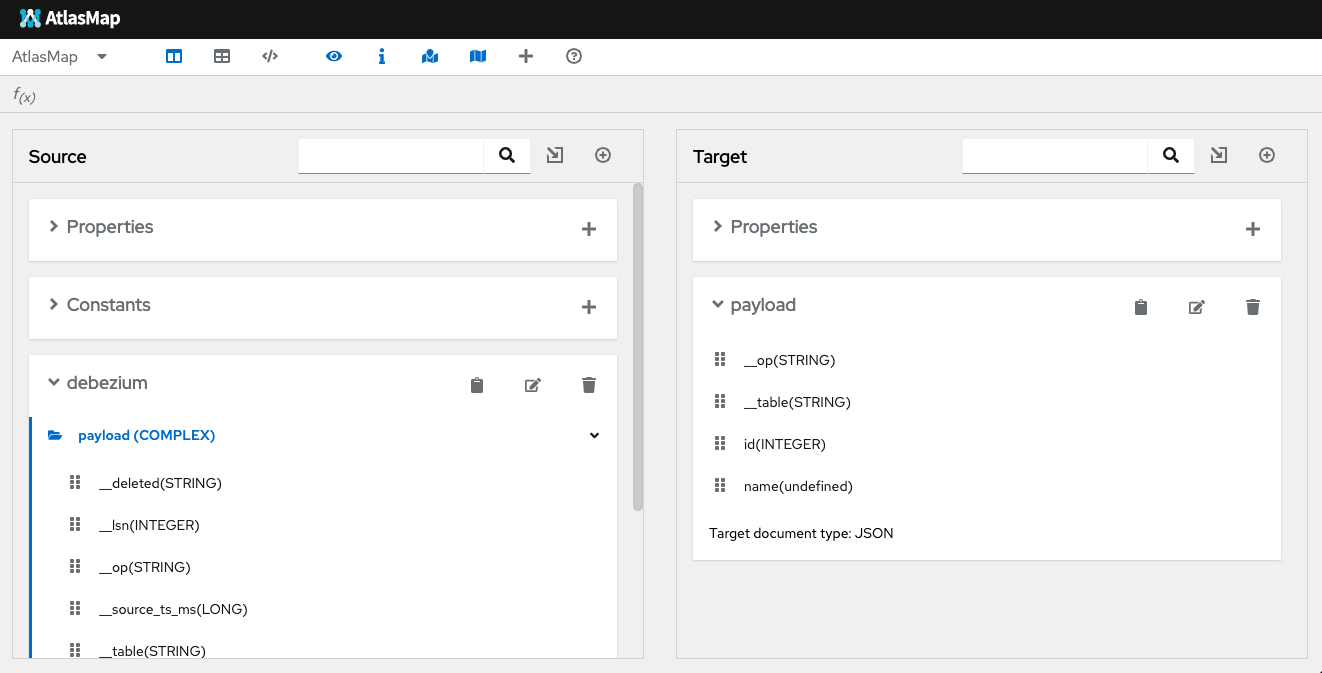 AtlasMap
AtlasMap
f(x)
Source
Properties
Constants
debezium
payload (COMPLEX)
__deleted(STRING)
__lsn(INTEGER)
__op(STRING)
__source_ts_ms(LONG)
__table(STRING)
Target
Properties
payload
__op(STRING)
__table(STRING)
id(INTEGER)
name(undefined)
Target document type: JSON